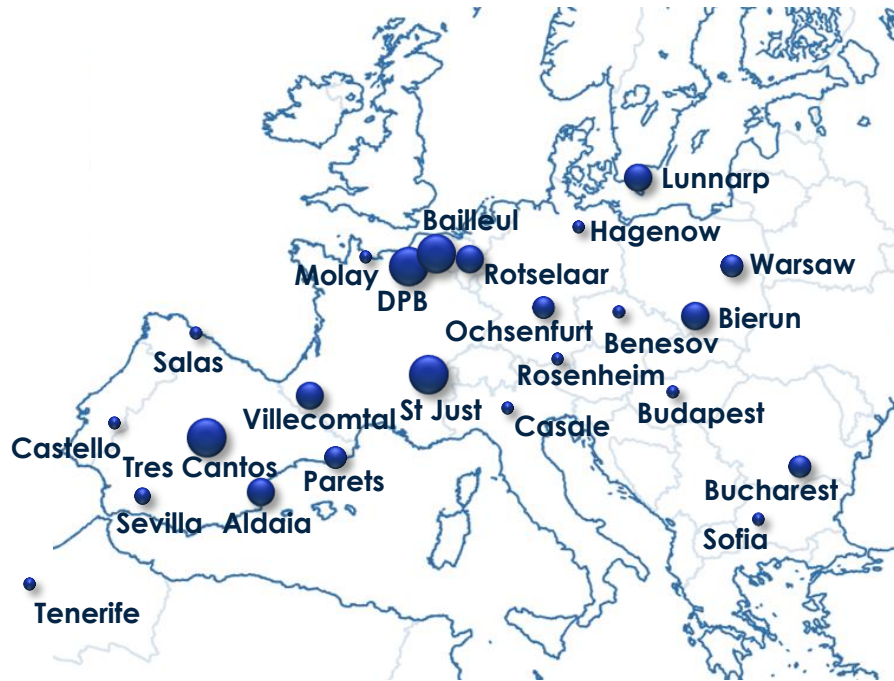 Lunnarp
Bailleul
Hagenow
Molay
Rotselaar
Warsaw
DPB
Ochsenfurt
Bierun
Benesov
Salas
Rosenheim
Villecomtal
St Just
Budapest
Casale
Castello
Tres Cantos
Parets
Bucharest
Sevilla
Aldaia
Sofia
Tenerife